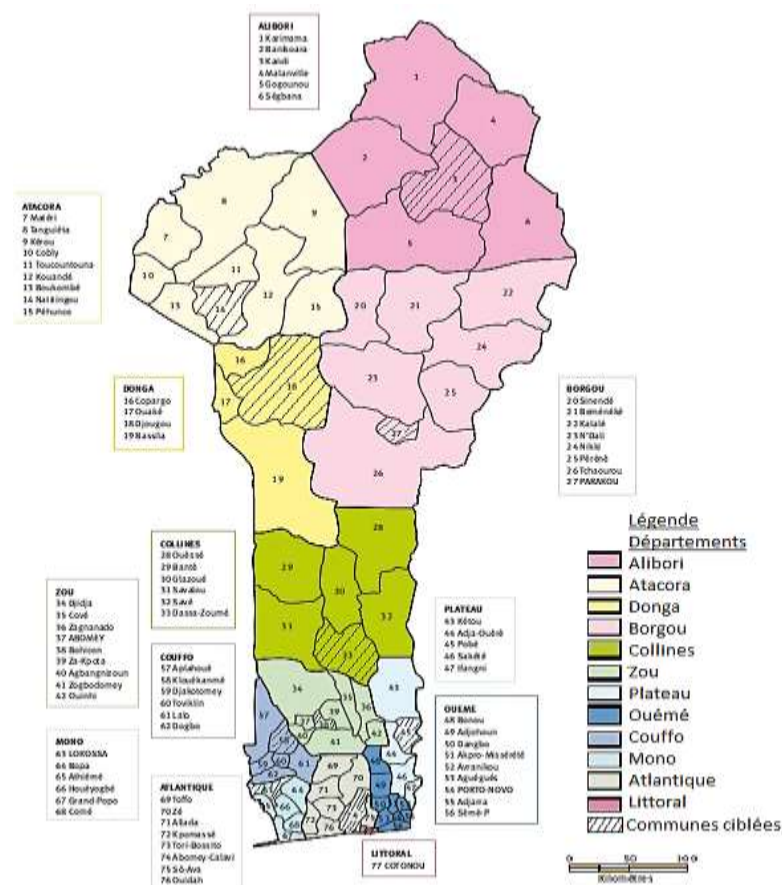 ALIBORI
1 Karimama
2 Banikoara
3 Kandi
4 Malanville
5 Gogounou
6 Ségbana
ATACORA
7 Matéri
8 Tanguiéta
9 Kérou
10 Cobly
11 Toucountouna
12 Kouandé
13 Boukombé
14 Natitingou
15 Péhunco
DONGA
16 Copargo
17 Ouaké
18 Djougou
19 Bassila
BORGOU
20 Sinendé
21 Bembéréké
22 Kalalé
23 N'Dali
24 Nikki
25 Pèrèrè
26 Tchaourou
27 PARAKOU
COLLINES
28 Ouèssè
29 Bantè
30 Glazoué
31 Savalou
32 Savè
33 Dassa-Zoumé
ZOU
34 Djidja
35 Covè
36 Zagnanado
37 ABOMEY
38 Bohicon
39 Za-Kpota
40 Agbangnizoun
41 Zogbodomey
42 Ouinhi
PLATEAU
43 Kétou
44 Adja-Ouèrè
45 Pobè
46 Sakété
47 Ifangni
COUFFO
57 Aplahoué
58 Klouékanmè
59 Djakotomey
60 Toviklin
61 Lalo
62 Dogbo
OUEME
48 Bonou
49 Adjohoun
50 Dangbo
51 Akpro-Missérété
52 Avrankou
53 Aguégués
54 PORTO-NOVO
55 Adjarra
56 Sèmè-P
MONO
63 LOKOSSA
64 Bopa
65 Athiémé
66 Houéyogbé
67 Grand-Popo
68 Comé
ATLANTIQUE
69 Toffo
70 Zè
71 Allada
72 Kpomassè
73 Tori-Bossito
74 Abomey-Calavi
75 Sô-Ava
76 Ouidah
LITTORAL
77 COTONOU
Légende
Départements
Alibori
Atacora
Donga
Borgou
Collines
Zou
Plateau
Ouémé
Couffo
Mono
Atlantique
Littoral
Communes ciblées
0 50 100
Kilomètres